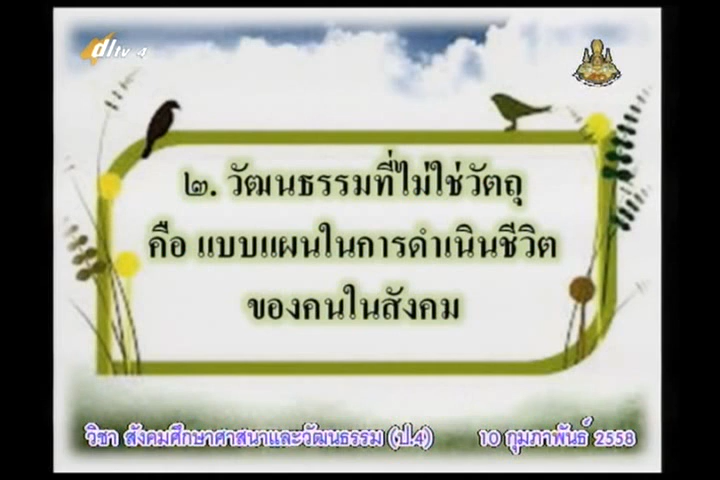 dltv 4
๒. วัฒนธรรมที่ไม่ใช่วัตถุ
คือ แบบแผนในการดำเนินชีวิต
ของคนในสังคม
วิชา สังคมศึกษาศาสนาและวัฒนธรรม (ป.4) 10 กุมภาพันธ์ 2558